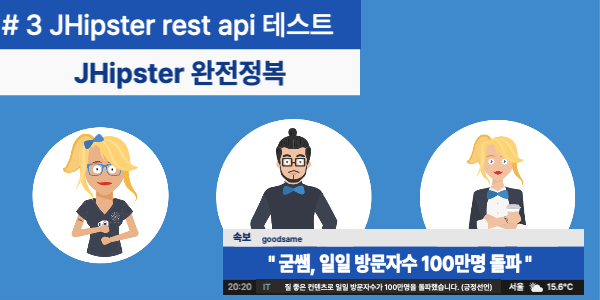 # 3 JHipster rest api 테스트
JHipster 완전정복
속보 goodsame
" 굳쌤, 일일 방문자수 100만명 돌파 "
20:20 IT 질 좋은 컨텐츠로 일일 방문자수가 100만명을 돌파했습니다. (긍정선언) 서울 15.6°C